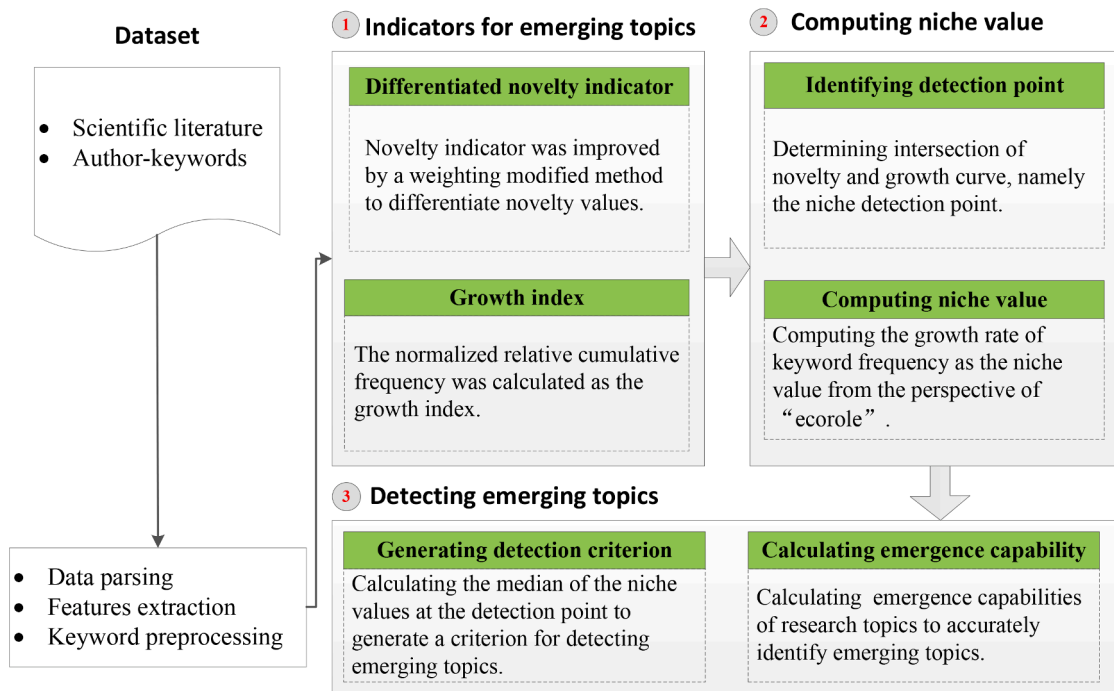 Dataset
• Scientific literature
• Author-keywords
• Data parsing
• Features extraction
• Keyword preprocessing
1 Indicators for emerging topics
Differentiated novelty indicator
Novelty indicator was improved
by a weighting modified method
to differentiate novelty values.
Growth index
The normalized relative cumulative
frequency was calculated as the
growth index.
2 Computing niche value
Identifying detection point
Determining intersection of
novelty and growth curve, namely
the niche detection point.
Computing niche value
Computing the growth rate of
keyword frequency as the niche
value from the perspective of
“ecorole”.
3 Detecting emerging topics
Generating detection criterion
Calculating the median of the niche
values at the detection point to
generate a criterion for detecting
emerging topics.
Calculating emergence capability
Calculating emergence capabilities
of research topics to accurately
identify emerging topics.